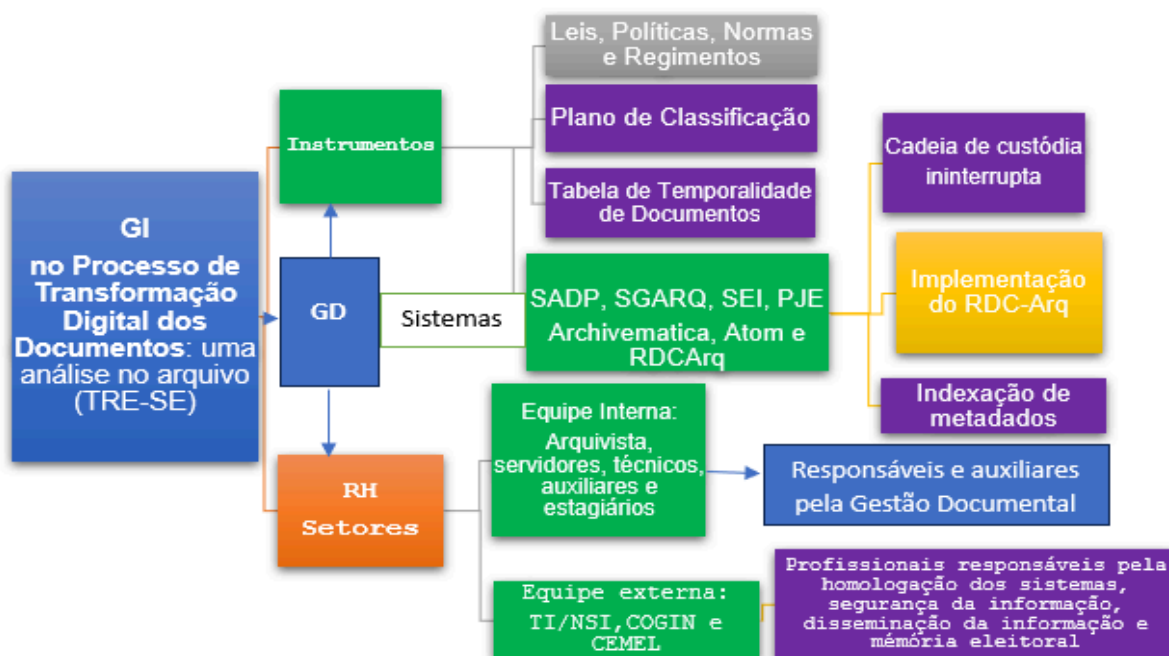 GI
no Processo de
Transformação
Digital dos
Documentos: uma
análise no arquivo
(TRE-SE)
Instrumentos
GD
Sistemas
RH
Setores
Leis, Políticas, Normas
e Regimentos
Plano de Classificação
Tabela de Temporalidade
de Documentos
SADP, SGARQ, SEI, PJE
Archivematica, Atom e
RDCArq
Cadeia de custódia
ininterrupta
Implementação
do RDC-Arq
Indexação de
metadados
Equipe Interna:
Arquivista,
servidores, técnicos,
auxiliares e
estagiários
Responsáveis e auxiliares
pela Gestão Documental
Equipe externa:
TI/NSI,COGIN e
CEMEL
Profissionais responsáveis pela
homologação dos sistemas,
segurança da informação,
disseminação da informação e
mémória eleitoral